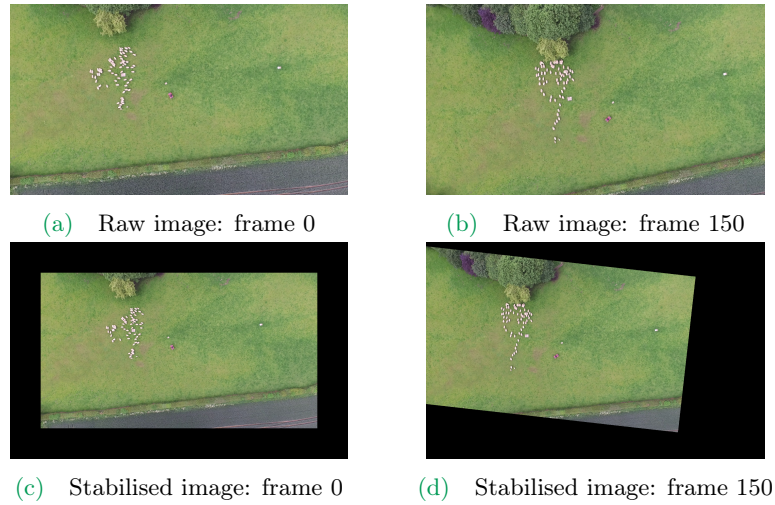 (a) Raw image: frame 0
(b) Raw image: frame 150
(c) Stabilised image: frame 0
(d) Stabilised image: frame 150